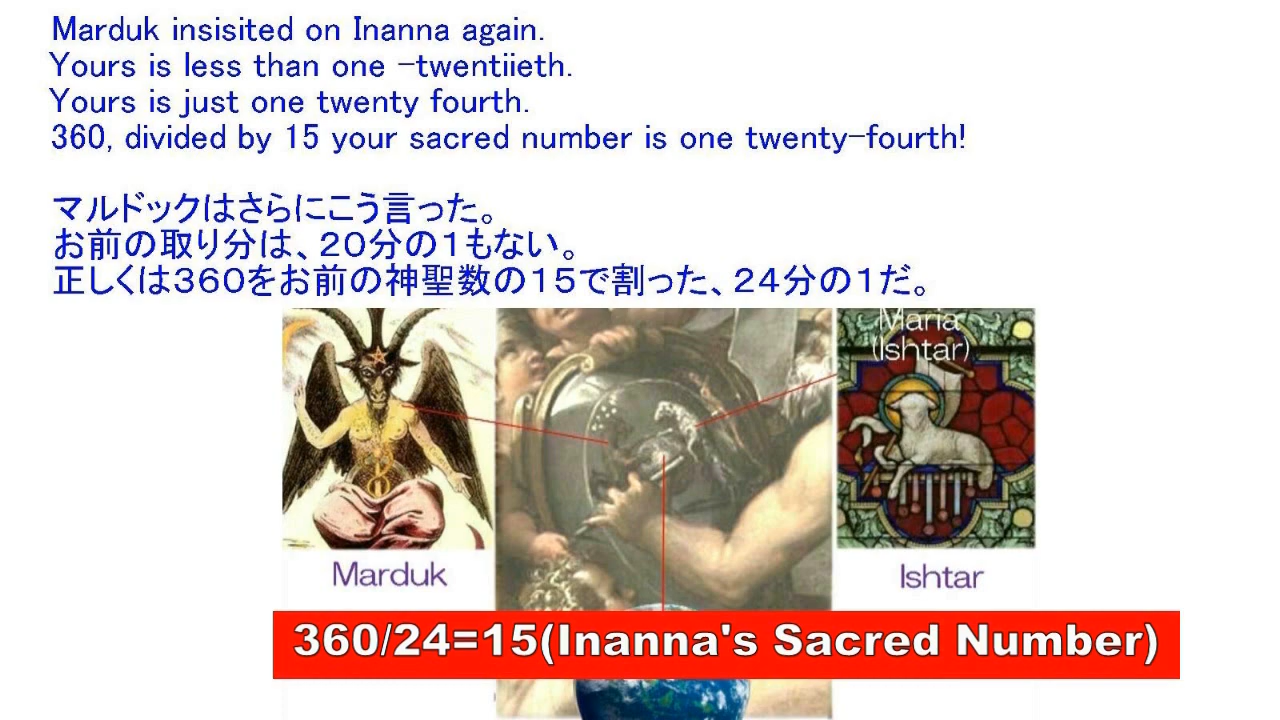 Marduk insisited on Inanna again.
Yours is less than one -twentiieth.
Yours is just one twenty fourth.
360, divided by 15 your sacred number is one twenty-fourth!
マルドックはさらにこう言った。
お前の取り分は、２０分の１もない。
正しくは３６０をお前の神聖数の１５で割った、２４分の１だ。
Maria
(Ishtar)
Marduk
Ishtar
360/24=15(Inanna's Sacred Number)